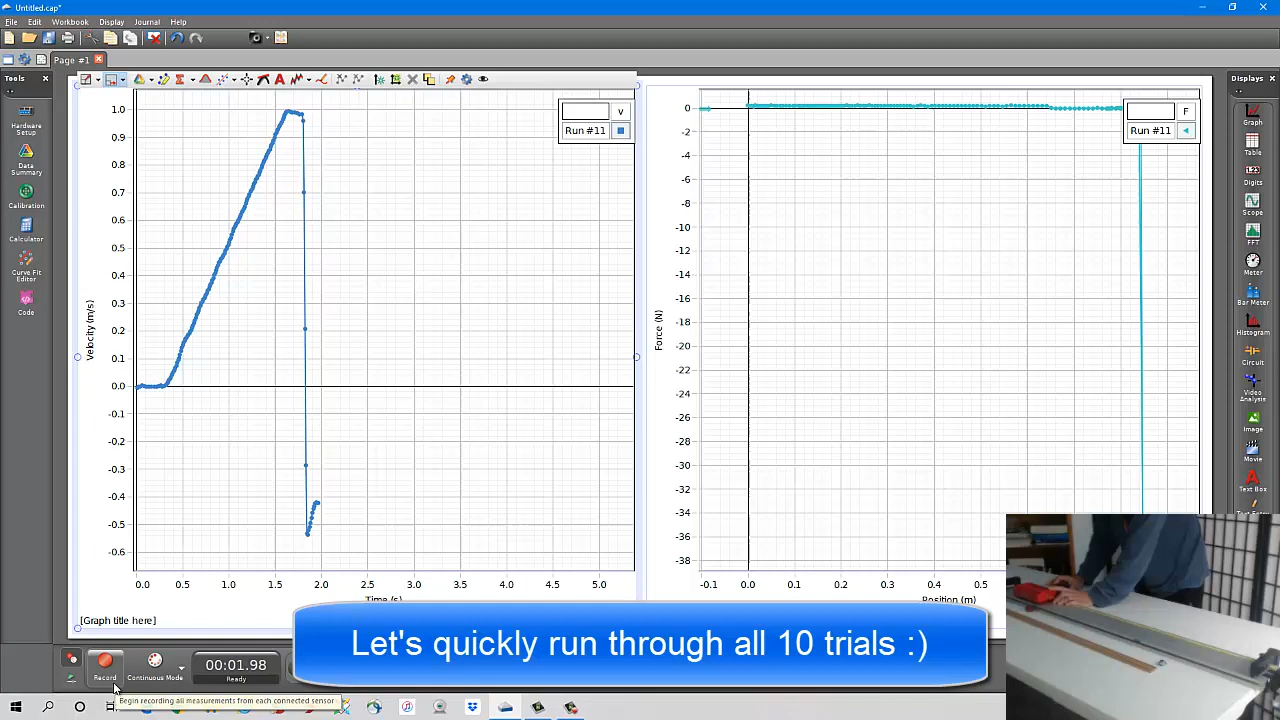 Untitled.cap*
File Edit Workbook Display Journal Help
Page #1
Tools
Displays
Hardware
Setup
Data
Summary
Calibration
Calculator
Curve Fit
Editor
Code
1.0
0.9
0.8
0.7
0.6
0.5
0.4
0.3
0.2
0.1
0.0
-0.1
-0.2
-0.3
-0.4
-0.5
-0.6
Velocity (m/s)
v
Run #11
0.0 0.5 1.0 1.5 2.0 2.5 3.0 3.5 4.0 4.5 5.0
Time (s)
[Graph title here]
0
-2
-4
-6
-8
-10
-12
-14
-16
-18
-20
-22
-24
-26
-28
-30
-32
-34
-36
-38
Force (N)
F
Run #11
-0.1 0.0 0.1 0.2 0.3 0.4 0.5
Position (m)
Graph
Table
1.23
Digits
Scope
FFT
Meter
Bar Meter
Histogram
Circuit
Video
Analysis
Image
Movie
Text Box
Let's quickly run through all 10 trials :)
Record
Continuous Mode
00:01.98
Ready
Begin recording all measurements from each connected sensor